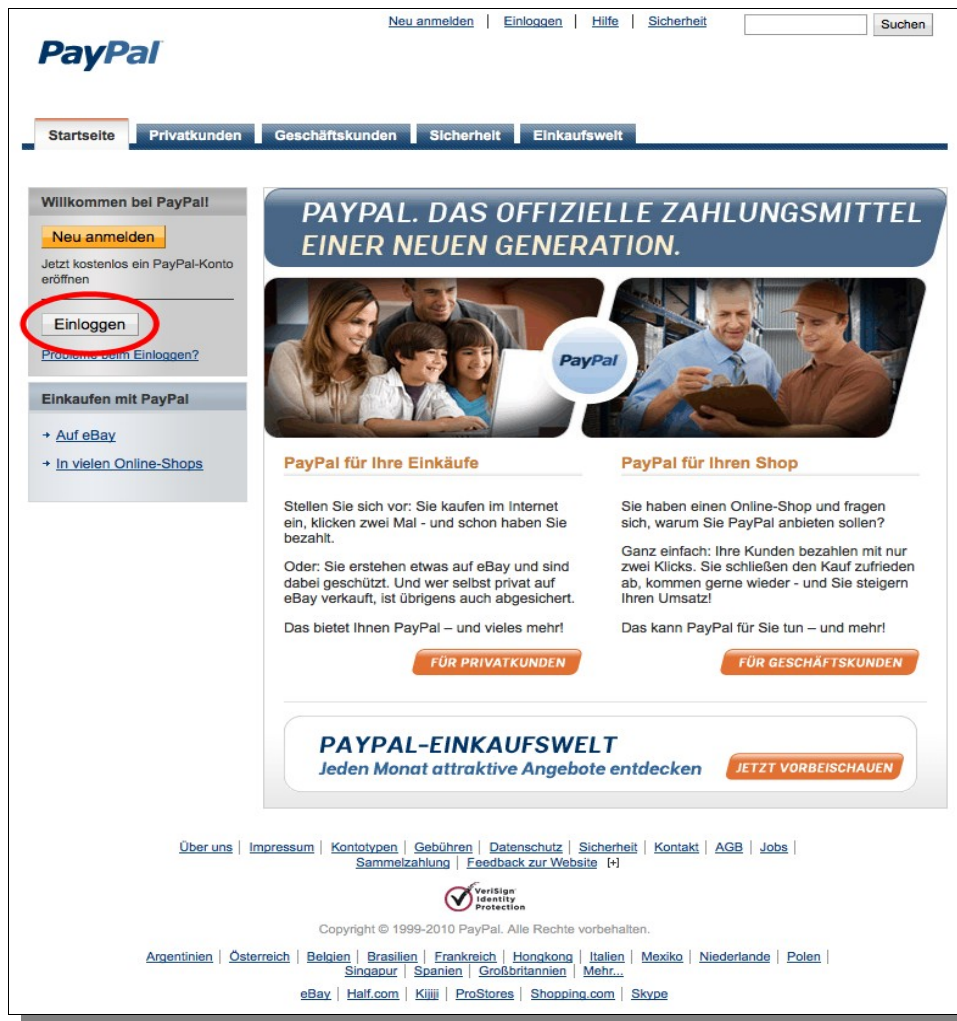 Neu anmelden | Einloggen | Hilfe | Sicherheit Suchen
PayPal
Startseite Privatkunden Geschäftskunden Sicherheit Einkaufswelt
Willkommen bei PayPal!
Neu anmelden
Jetzt kostenlos ein PayPal-Konto
eröffnen
Einloggen
Probleme beim Einloggen?
Einkaufen mit PayPal
Auf eBay
In vielen Online-Shops
PAYPAL. DAS OFFIZIELLE ZAHLUNGSMITTEL
EINER NEUEN GENERATION.
PayPal
PayPal für Ihre Einkäufe
Stellen Sie sich vor: Sie kaufen im Internet
ein, klicken zwei Mal - und schon haben Sie
bezahlt.
Oder: Sie erstehen etwas auf eBay und sind
dabei geschützt. Und wer selbst privat auf
eBay verkauft, ist übrigens auch abgesichert.
Das bietet Ihnen PayPal – und vieles mehr!
FÜR PRIVATKUNDEN
PayPal für Ihren Shop
Sie haben einen Online-Shop und fragen
sich, warum Sie PayPal anbieten sollen?
Ganz einfach: Ihre Kunden bezahlen mit nur
zwei Klicks. Sie schließen den Kauf zufrieden
ab, kommen gerne wieder - und Sie steigern
Ihren Umsatz!
Das kann PayPal für Sie tun – und mehr!
FÜR GESCHÄFTSKUNDEN
PAYPAL-EINKAUFSWELT
Jeden Monat attraktive Angebote entdecken JETZT VORBEISCHAUEN
Über uns | Impressum | Kontotypen | Gebühren | Datenschutz | Sicherheit | Kontakt | AGB | Jobs |
Sammelzahlung | Feedback zur Website [+]
VeriSign
Identity
Protection
Copyright © 1999-2010 PayPal. Alle Rechte vorbehalten.
Argentinien | Österreich | Belgien | Brasilien | Frankreich | Hongkong | Italien | Mexiko | Niederlande | Polen |
Singapur | Spanien | Großbritannien | Mehr...
eBay | Half.com | Kijiji | ProStores | Shopping.com | Skype